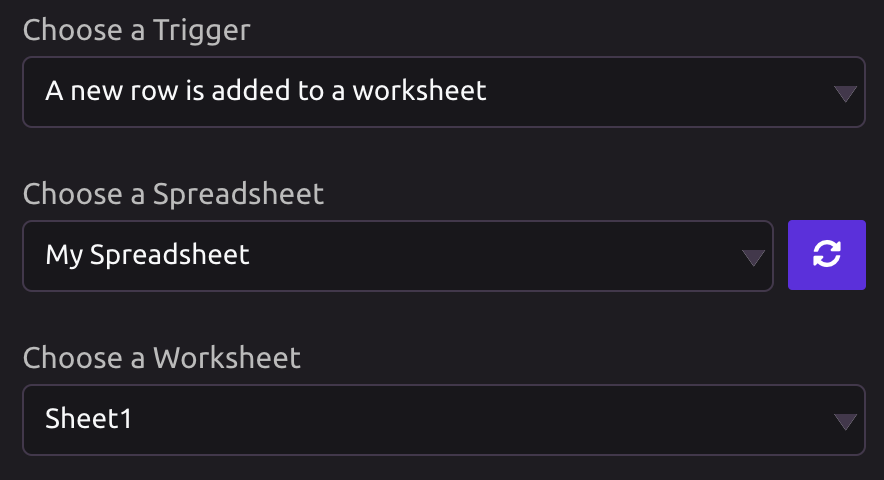 Choose a Trigger
A new row is added to a worksheet
Choose a Spreadsheet
My Spreadsheet
Choose a Worksheet
Sheet1